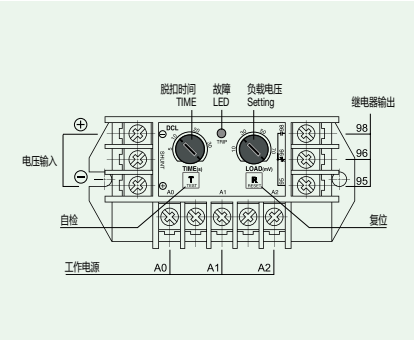 脱扣时间 故障 负载电压
TIME LED Setting
继电器输出
DCL
TRIP
98
96
95
电压输入
SHUNT
TIME(s)
LOAD(mV)
T
TEST
R
RESET
A0 A1 A2
自检
复位
工作电源 A0 A1 A2